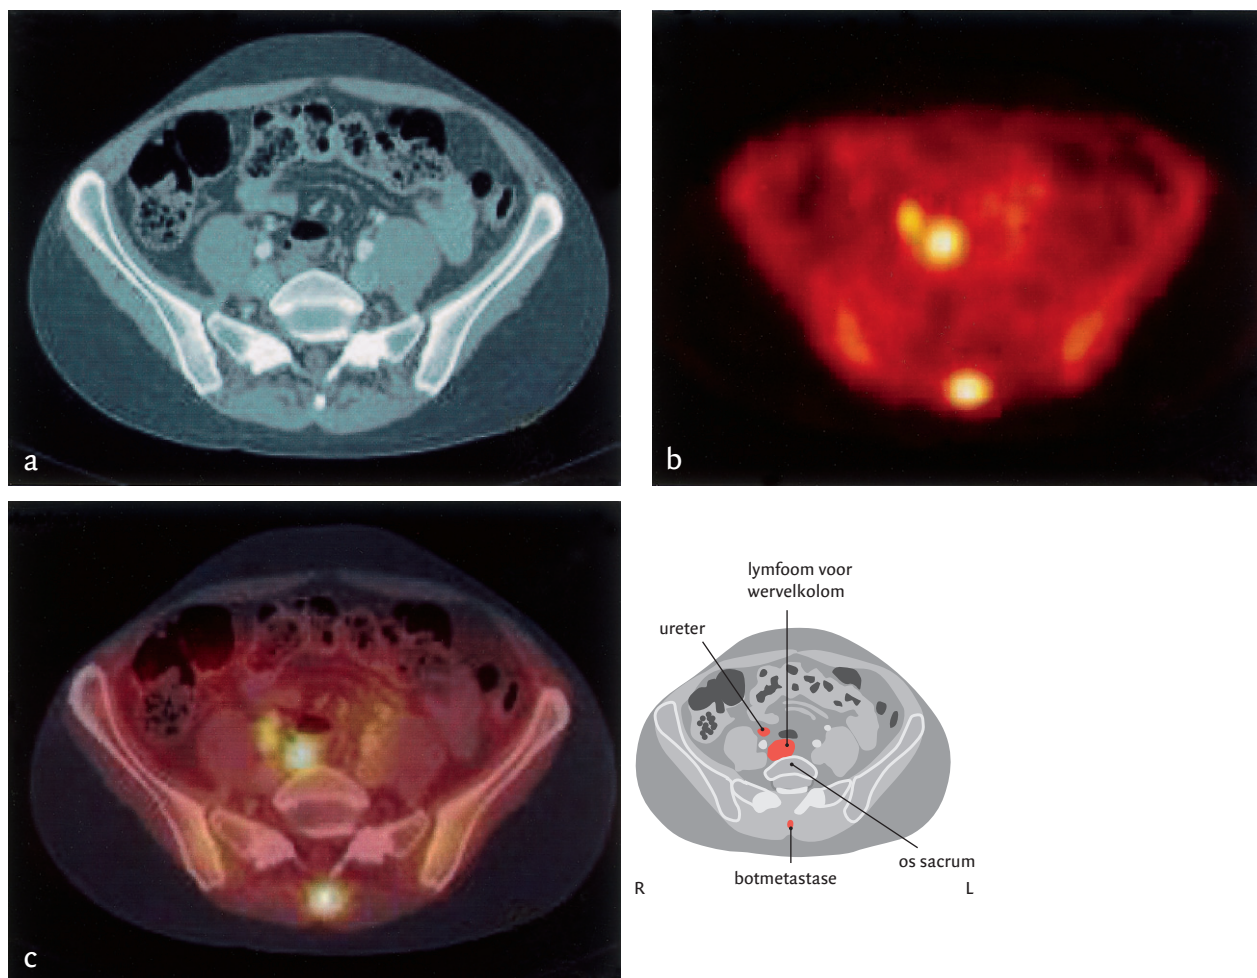 a
b
c
lymfoom voor
wervelkolom
ureter
os sacrum
botmetastase
R
L